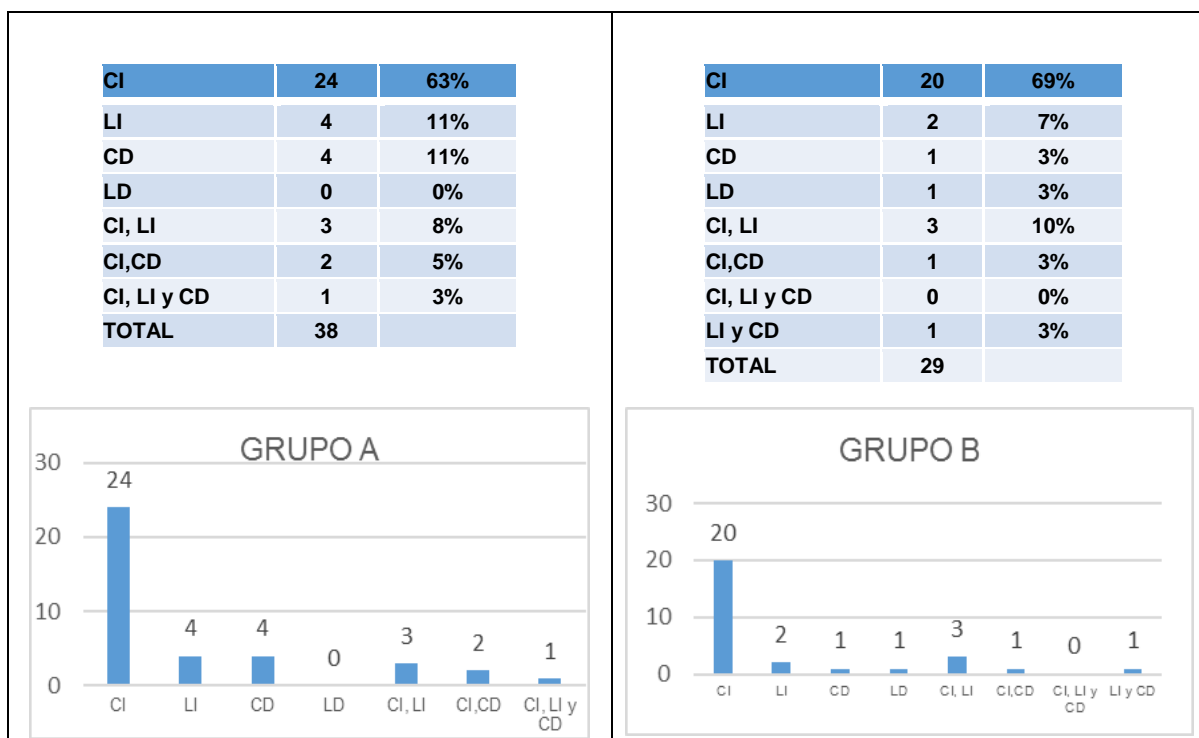 CI 24 63%
LI 4 11%
CD 4 11%
LD 0 0%
CI, LI 3 8%
CI,CD 2 5%
CI, LI y CD 1 3%
TOTAL 38
GRUPO A
30
20
10
0
24
4
4
0
3
2
1
CI
LI
CD
LD
CI, LI
CI,CD
CI, LI y
CD
CI 20 69%
LI 2 7%
CD 1 3%
LD 1 3%
CI, LI 3 10%
CI,CD 1 3%
CI, LI y CD 0 0%
LI y CD 1 3%
TOTAL 29
GRUPO B
30
20
10
0
20
2
1
1
3
1
0
1
CI
LI
CD
LD
CI, LI
CI,CD
CI, LI y
CD
LI y CD